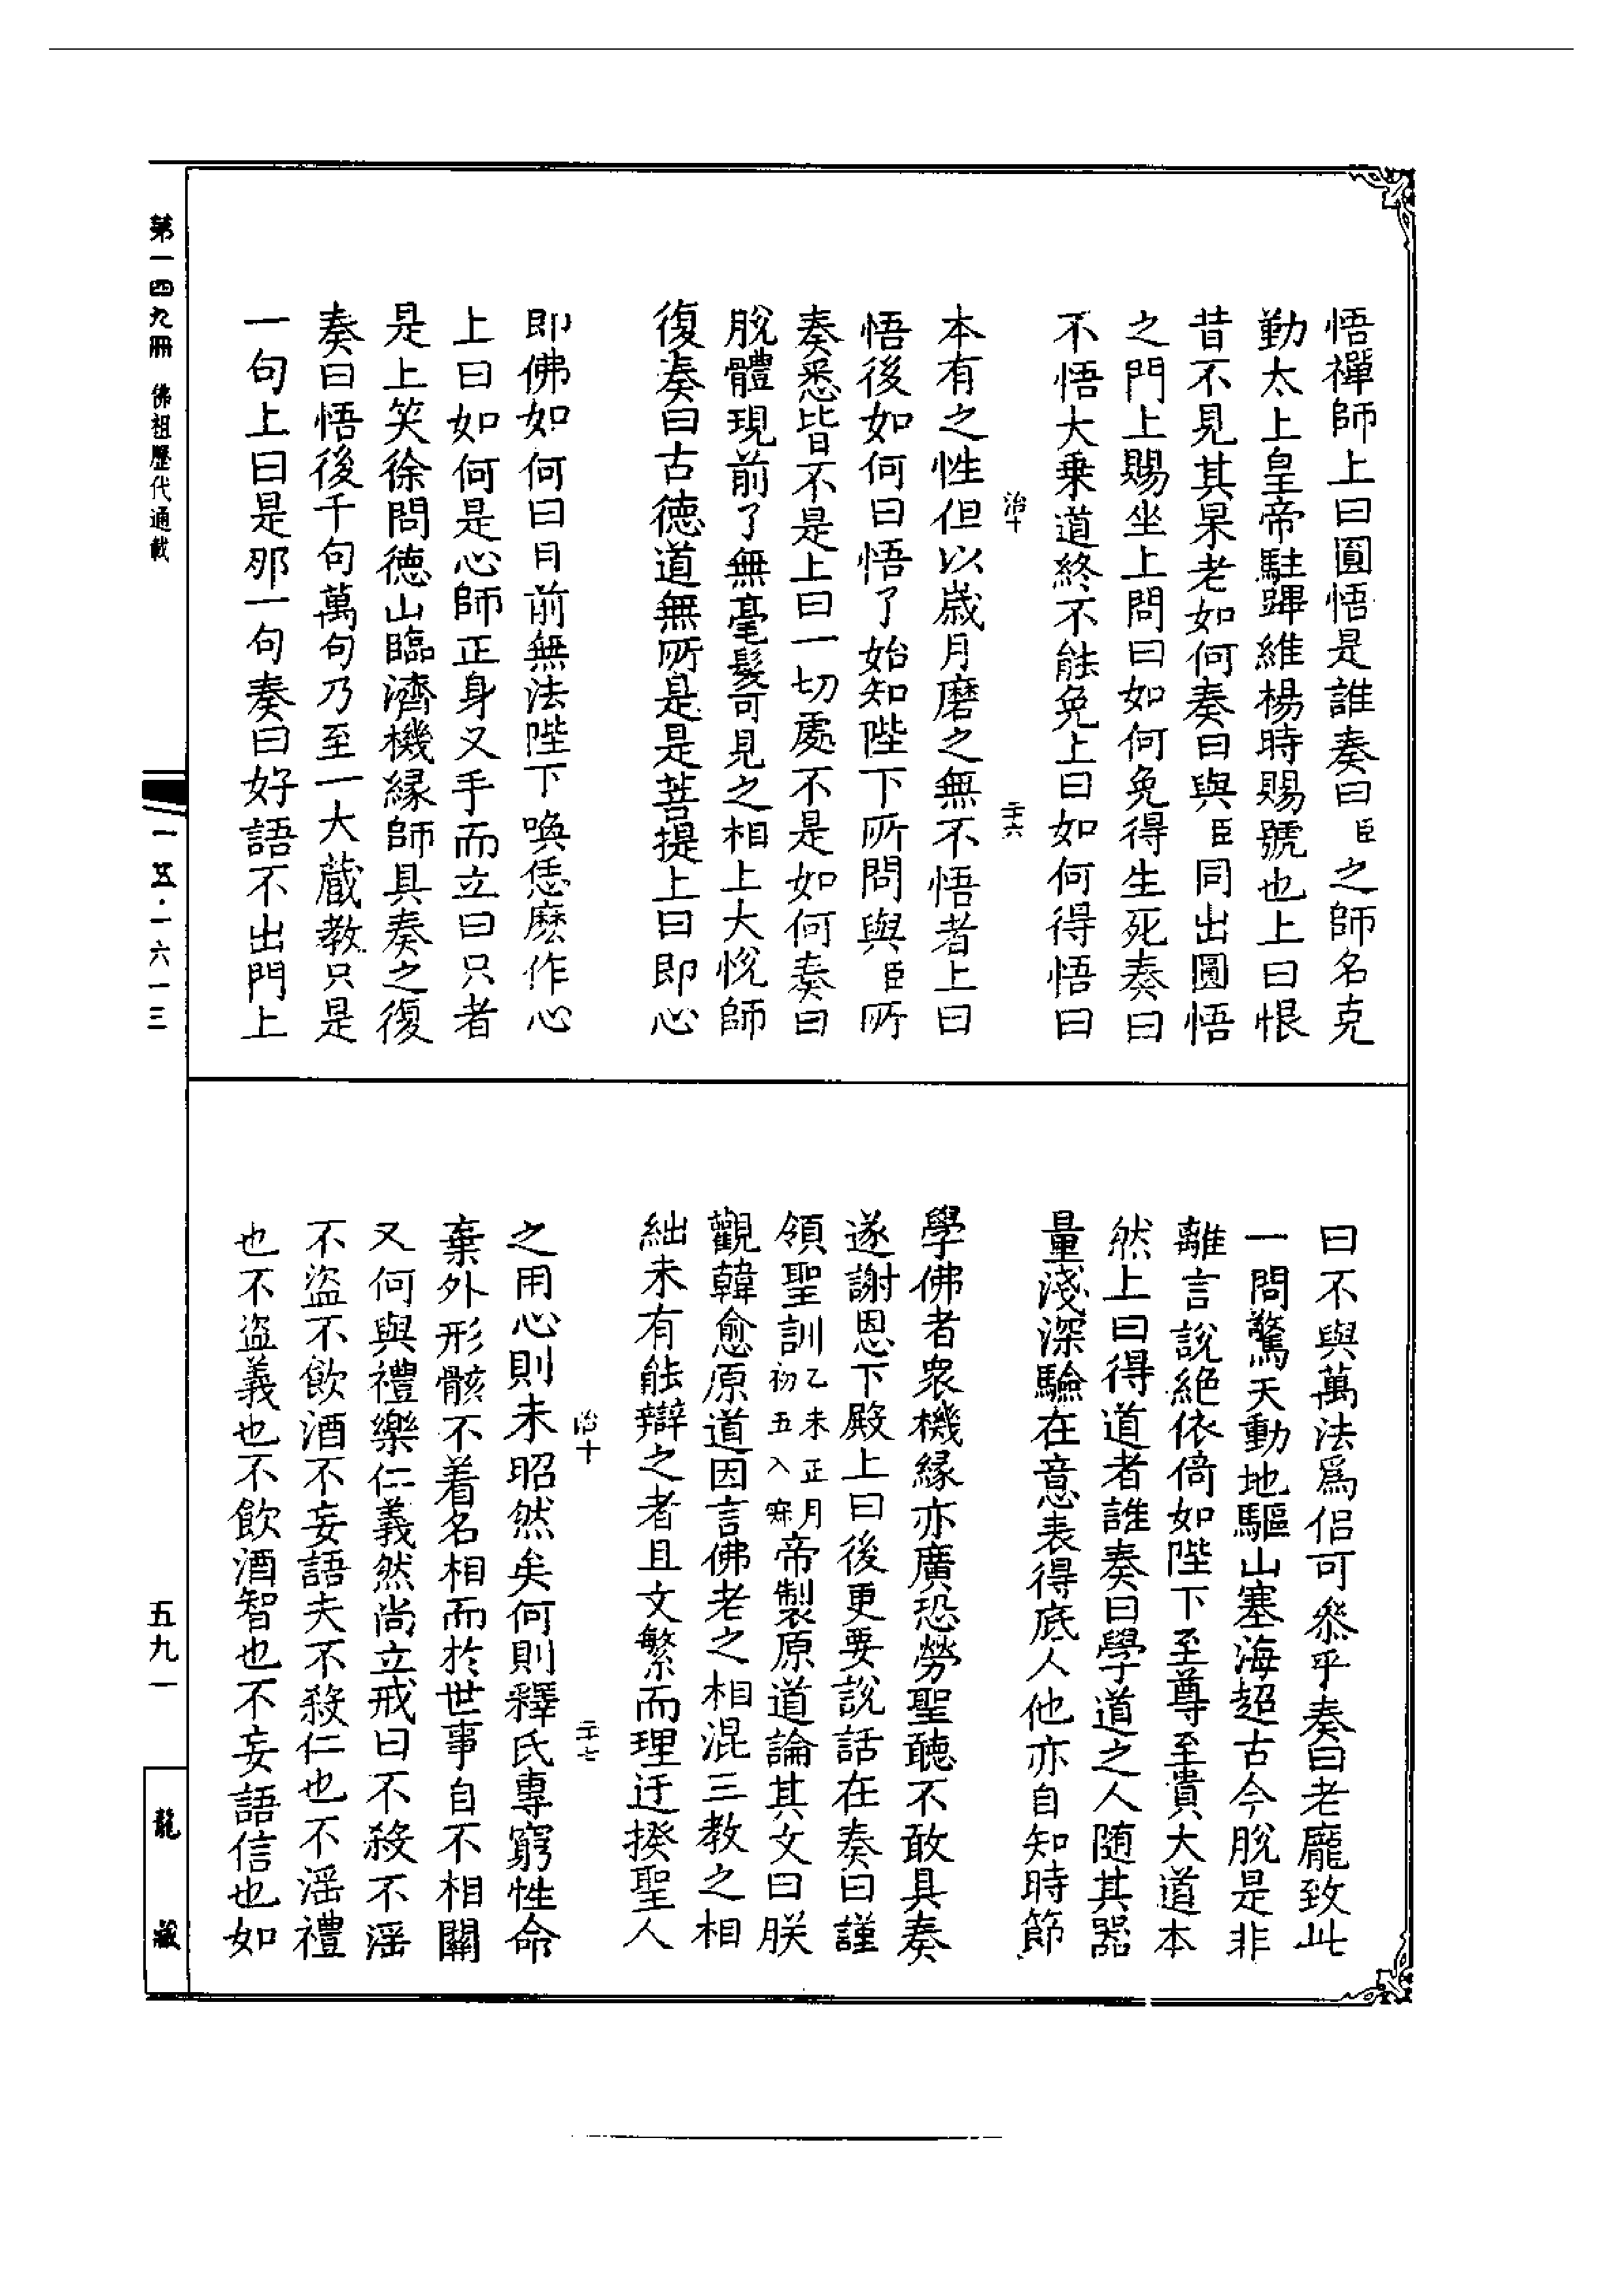 悟禪師上曰圓悟是誰奏曰臣之師名克
勤太上皇帝駐蹕維楊時賜號也上曰恨
昔不見其杲老如何奏曰與臣同出圓悟
之門上賜坐上問曰如何免得生死奏曰
不悟大乗道終不能免上曰如何得悟曰
治十 二十六
本有之性但以歲月磨之無不悟者上曰
悟後如何曰悟了始知陛下所問與臣所
奏悉皆不是上曰一切處不是如何奏曰
脫體現前了無毫髮可見之相上大悅師
復奏曰古德道無所是是菩提上曰即心
即佛如何曰目前無法陛下喚恁麽作心
上曰如何是心師正身叉手而立曰只者
是上笑徐問德山臨濟機縁師具奏之復
奏曰悟後千句萬句乃至一大藏教只是
一句上曰是那一句奏曰好語不出門上
曰不與萬法爲侣可叅乎奏曰老龐致此
一問驚天動地驅山塞海超古今脫是非
離言說絶依倚如陛下至尊至貴大道本
然上曰得道者誰奏曰學道之人随其器
量淺深驗在意表得底人他亦自知時節
學佛者衆機縁亦廣恐勞聖聽不敢具奏
遂謝恩下殿上曰後更要說話在奏曰謹
領聖訓乙未正月初五入寂帝製原道論其文曰朕
觀韓愈原道因言佛老之相混三教之相
絀未有能辯之者且文繁而理迂揆聖人
治十 二十七
之用心則未昭然矣何則釋氏專窮性命
棄外形骸不着名相而於世事自不相關
又何與禮樂仁義然尚立戒曰不殺不滛
不盜不飲酒不妄語夫不殺仁也不滛禮
也不盜義也不飲酒智也不妄語信也如
第一四九冊 佛祖歷代通載
一五·一六一三
五九一
龍藏